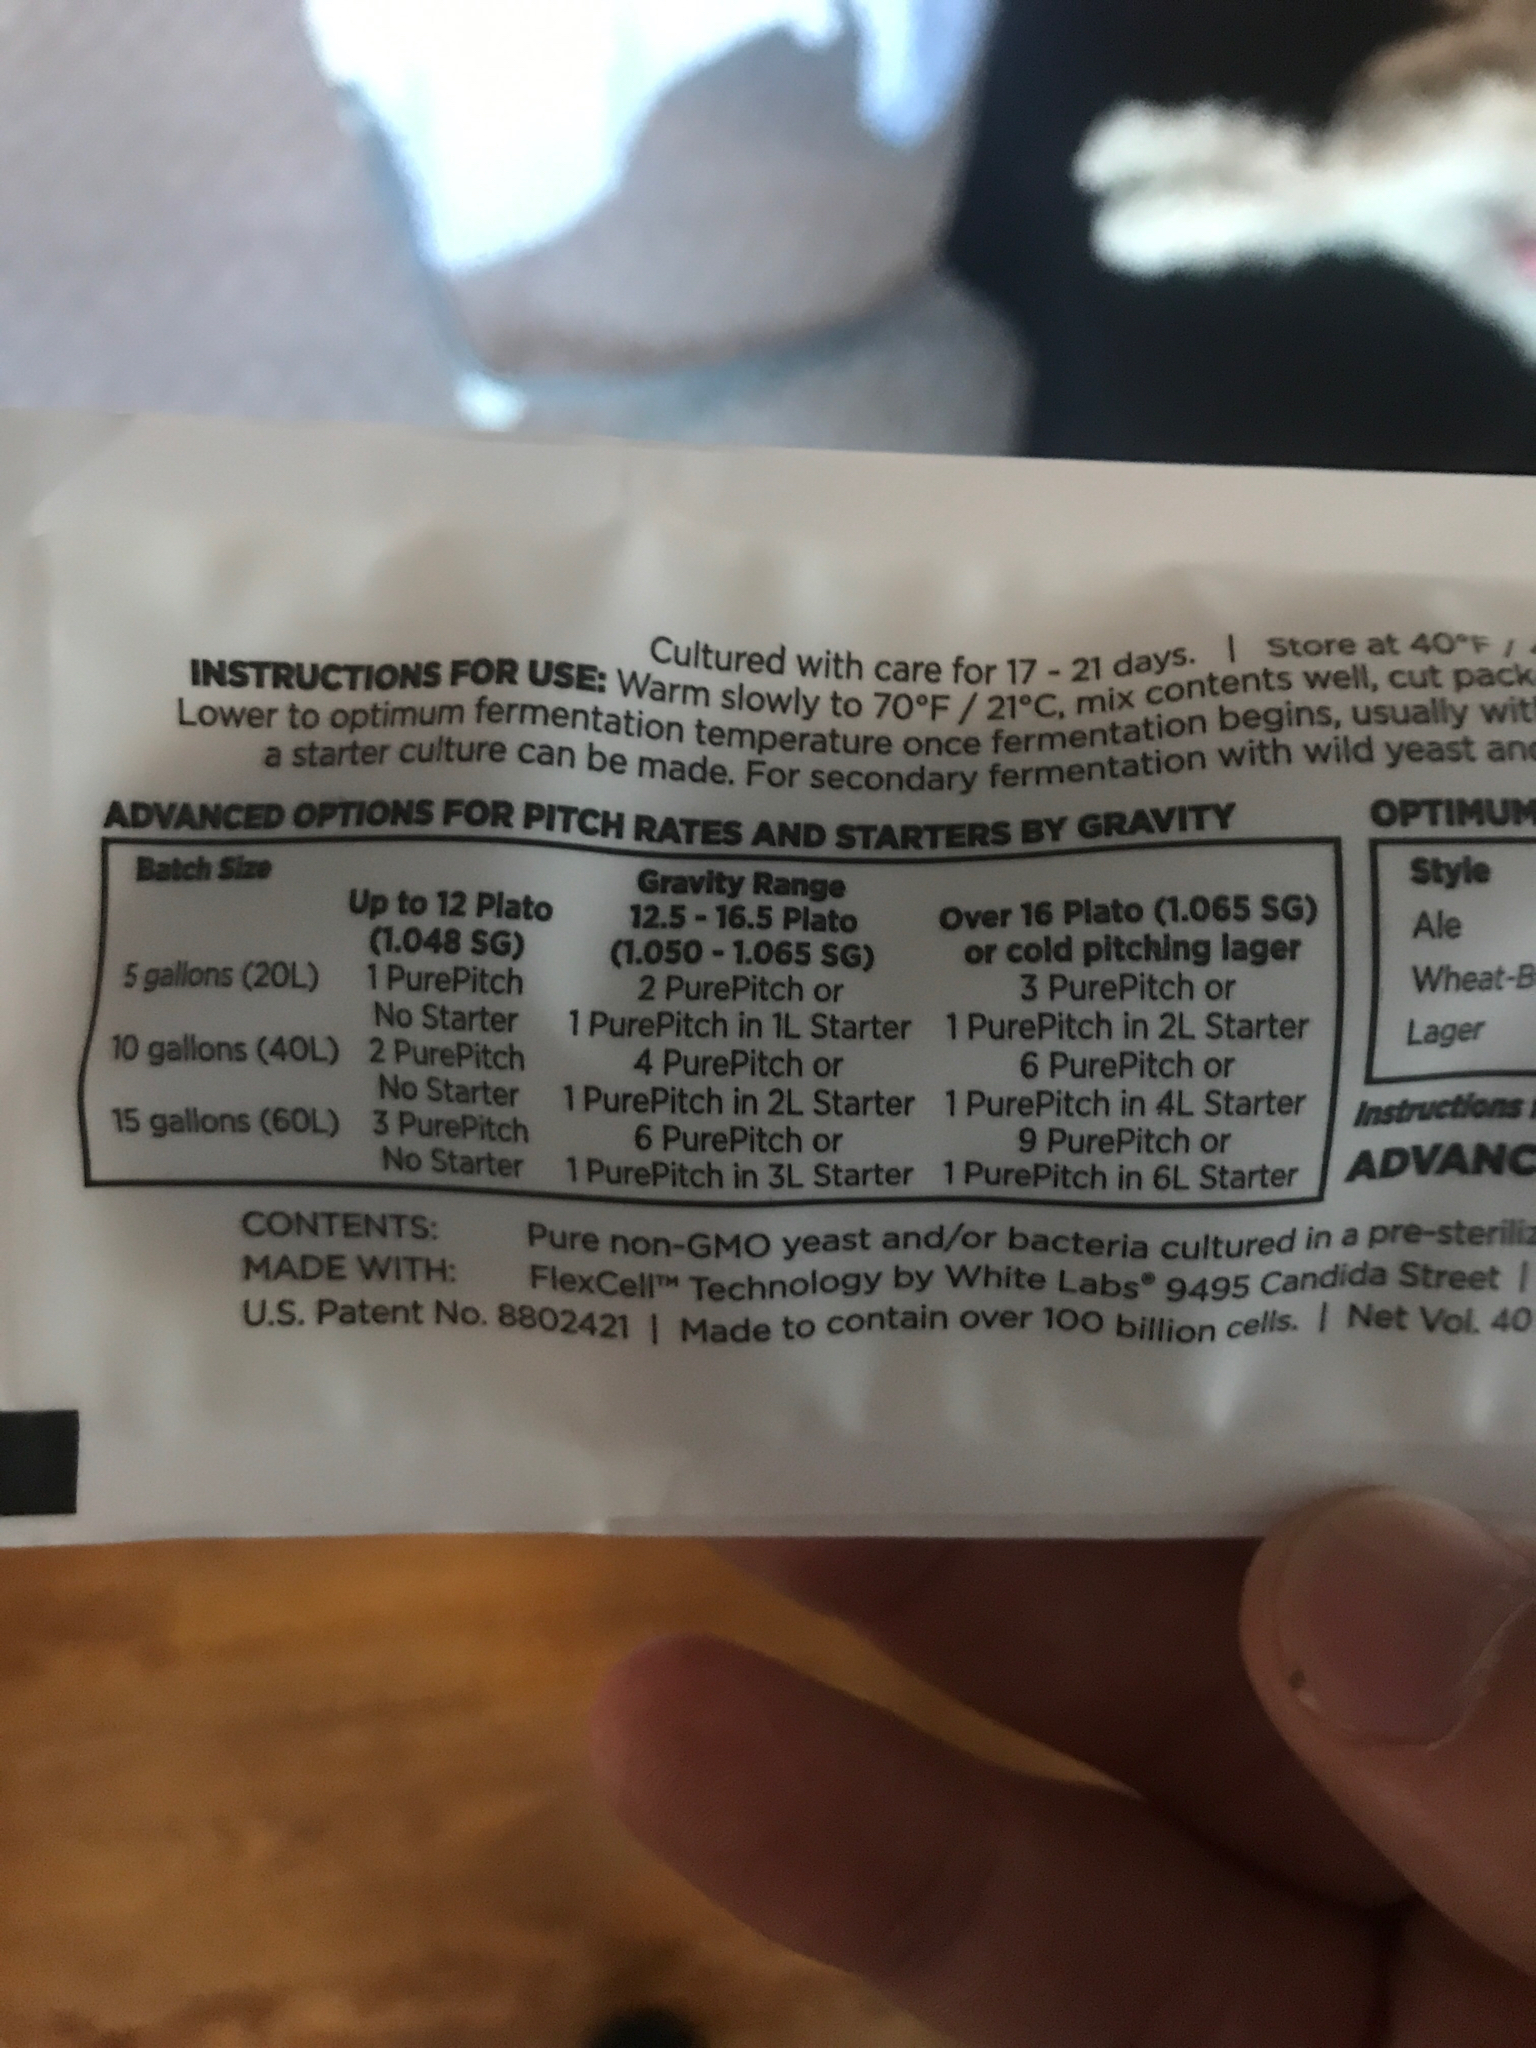 Cultured with care for 17 - 21 days. | Store at 40°F /
INSTRUCTIONS FOR USE: Warm slowly to 70°F / 21°C, mix contents well, cut pack
Lower to optimum fermentation temperature once fermentation begins, usually wit
a starter culture can be made. For secondary fermentation with wild yeast and
ADVANCED OPTIONS FOR PITCH RATES AND STARTERS BY GRAVITY
Batch Size
Gravity Range
Up to 12 Plato 12.5 - 16.5 Plato Over 16 Plato (1.065 SG)
(1.048 SG) (1.050 - 1.065 SG) or cold pitching lager
5 gallons (20L) 1 PurePitch 2 PurePitch or 3 PurePitch or
No Starter 1 PurePitch in 1L Starter 1 PurePitch in 2L Starter
10 gallons (40L) 2 PurePitch 4 PurePitch or 6 PurePitch or
No Starter 1 PurePitch in 2L Starter 1 PurePitch in 4L Starter
15 gallons (60L) 3 PurePitch 6 PurePitch or 9 PurePitch or
No Starter 1 PurePitch in 3L Starter 1 PurePitch in 6L Starter
OPTIMUM
Style
Ale
Wheat-B
Lager
Instructions
ADVANC
CONTENTS: Pure non-GMO yeast and/or bacteria cultured in a pre-steriliz
MADE WITH: FlexCell™ Technology by White Labs® 9495 Candida Street |
U.S. Patent No. 8802421 | Made to contain over 100 billion cells. | Net Vol. 40